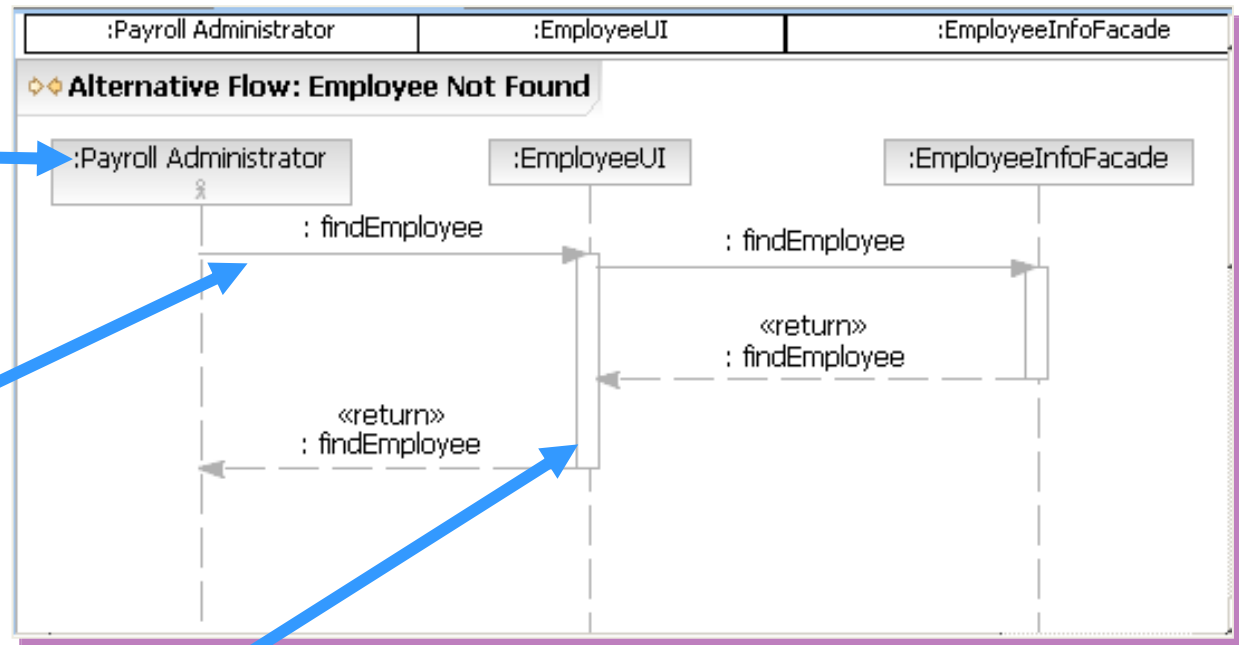 :Payroll Administrator
:EmployeeUI
:EmployeeInfoFacade
Alternative Flow: Employee Not Found
:Payroll Administrator
:EmployeeUI
:EmployeeInfoFacade
: findEmployee
: findEmployee
«return»
: findEmployee
«return»
: findEmployee